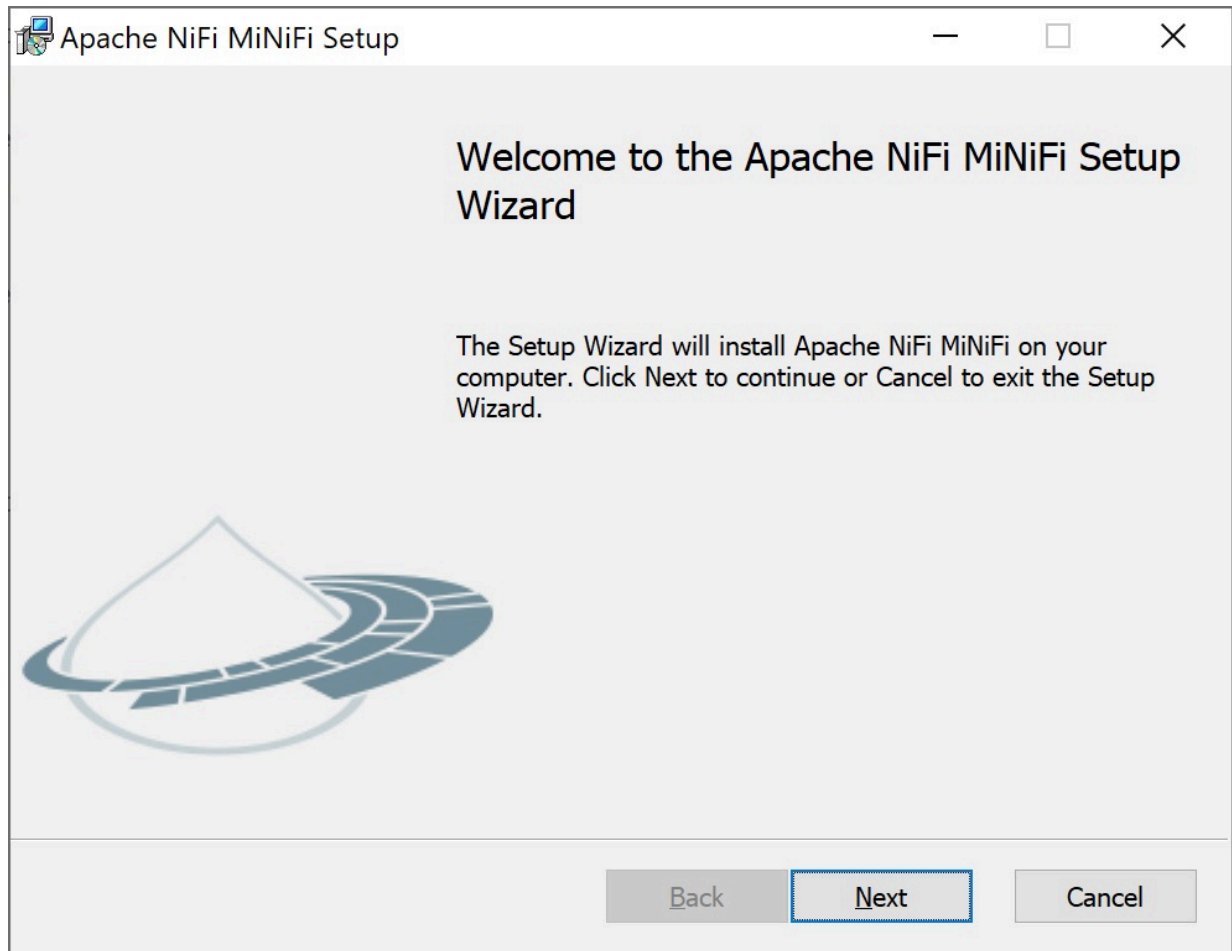 Apache NiFi MiNiFi Setup
Welcome to the Apache NiFi MiNiFi Setup
Wizard
The Setup Wizard will install Apache NiFi MiNiFi on your
computer. Click Next to continue or Cancel to exit the Setup
Wizard.
Back Next Cancel